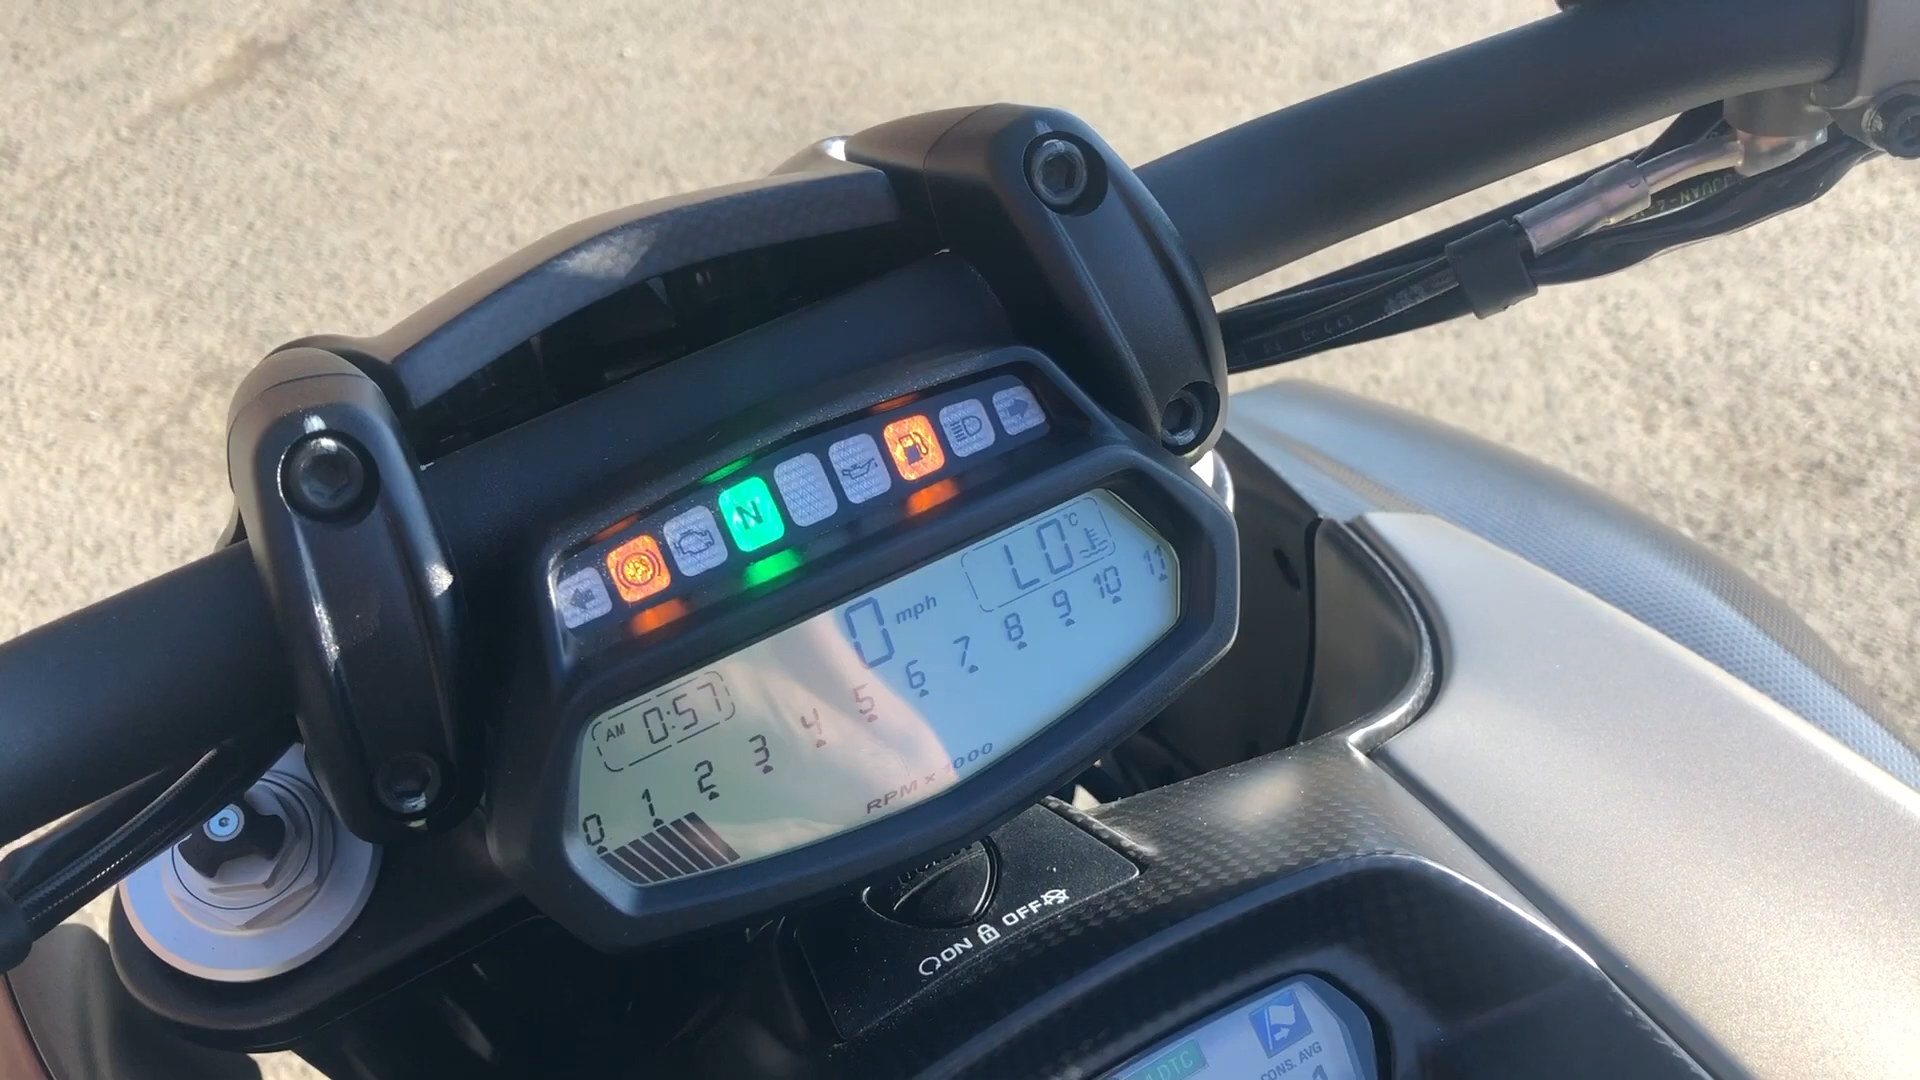 N
LO °C
0 mph
AM 0:57
0 1 2 3 4 5 6 7 8 9 10 11
RPM x 1000
ON OFF
DTC
CONS. AVG